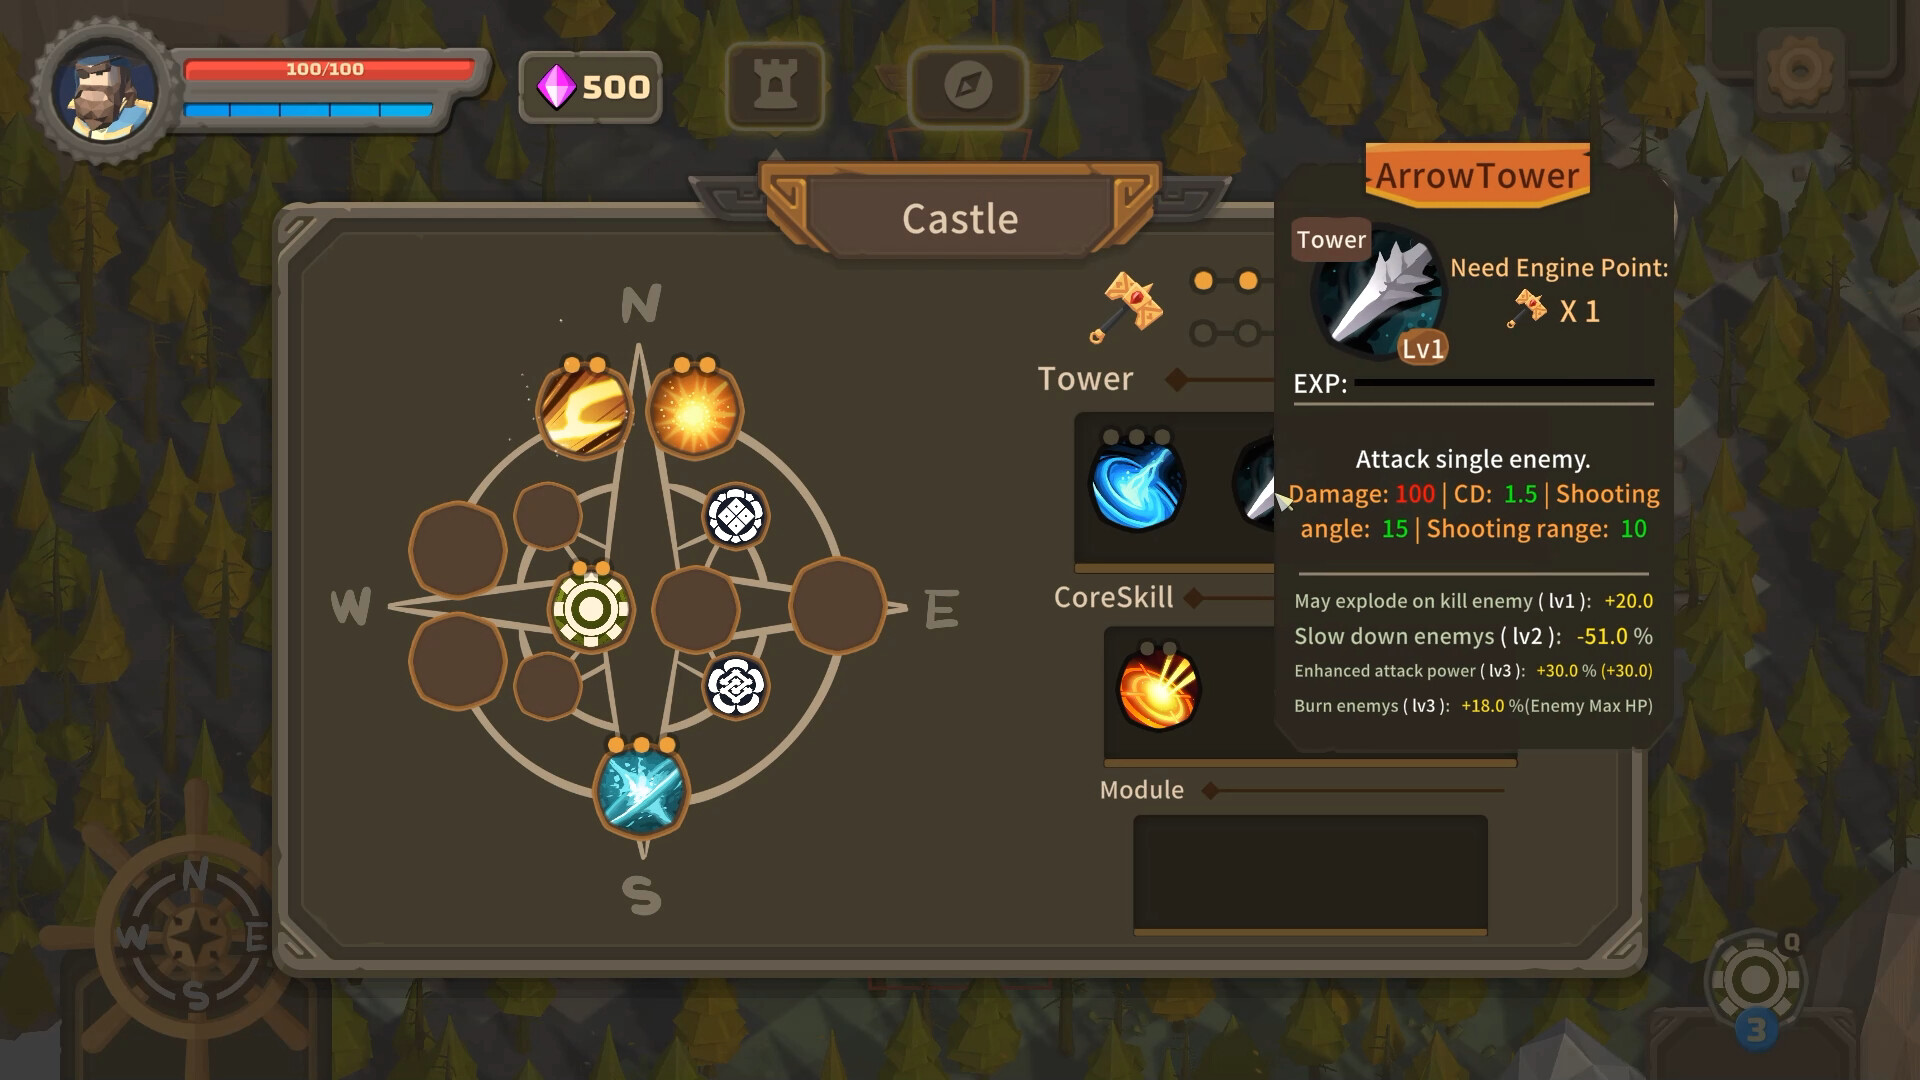 100/100
500
Castle
N
W
E
S
Tower
CoreSkill
Module
ArrowTower
Tower
Need Engine Point:
X 1
Lv1
EXP:
Attack single enemy.
Damage: 100 | CD: 1.5 | Shooting
angle: 15 | Shooting range: 10
May explode on kill enemy ( lv1 ): +20.0
Slow down enemys ( lv2 ): -51.0 %
Enhanced attack power ( lv3 ): +30.0 % (+30.0)
Burn enemys ( lv3 ): +18.0 %(Enemy Max HP)
N
W
E
S
Q
3